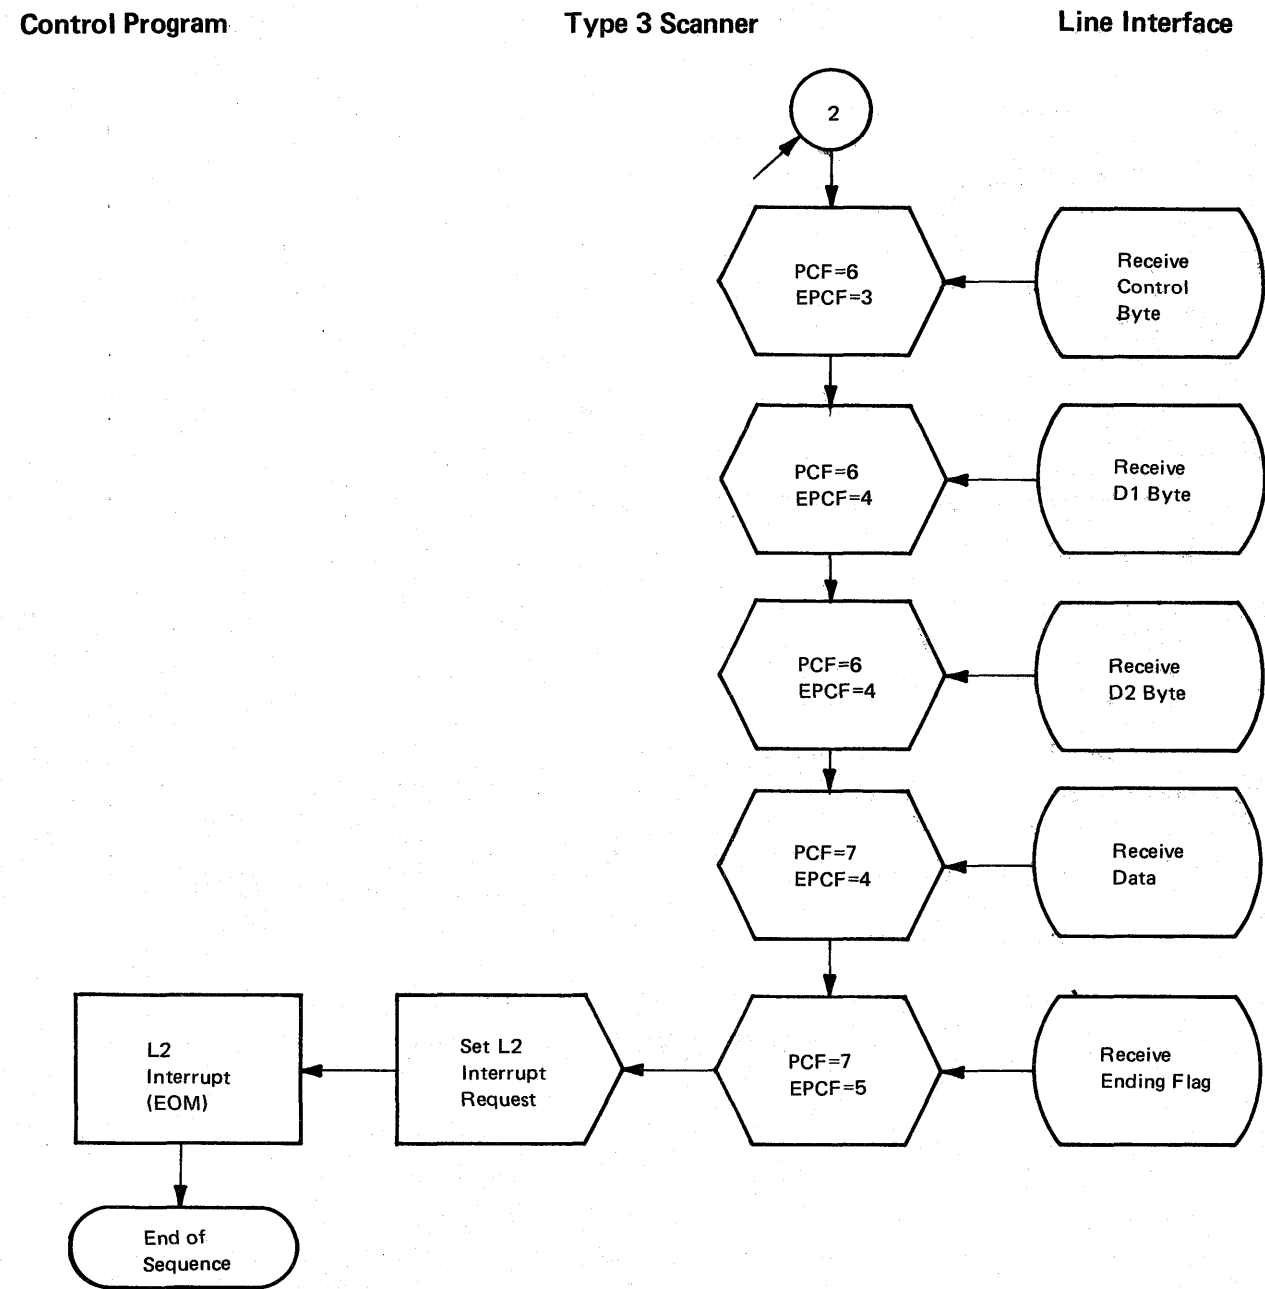 Control Program
Type 3 Scanner
Line Interface
2
PCF=6
EPCF=3
Receive
Control
Byte
PCF=6
EPCF=4
Receive
D1 Byte
PCF=6
EPCF=4
Receive
D2 Byte
PCF=7
EPCF=4
Receive
Data
L2
Interrupt
(EOM)
Set L2
Interrupt
Request
PCF=7
EPCF=5
Receive
Ending Flag
End of
Sequence